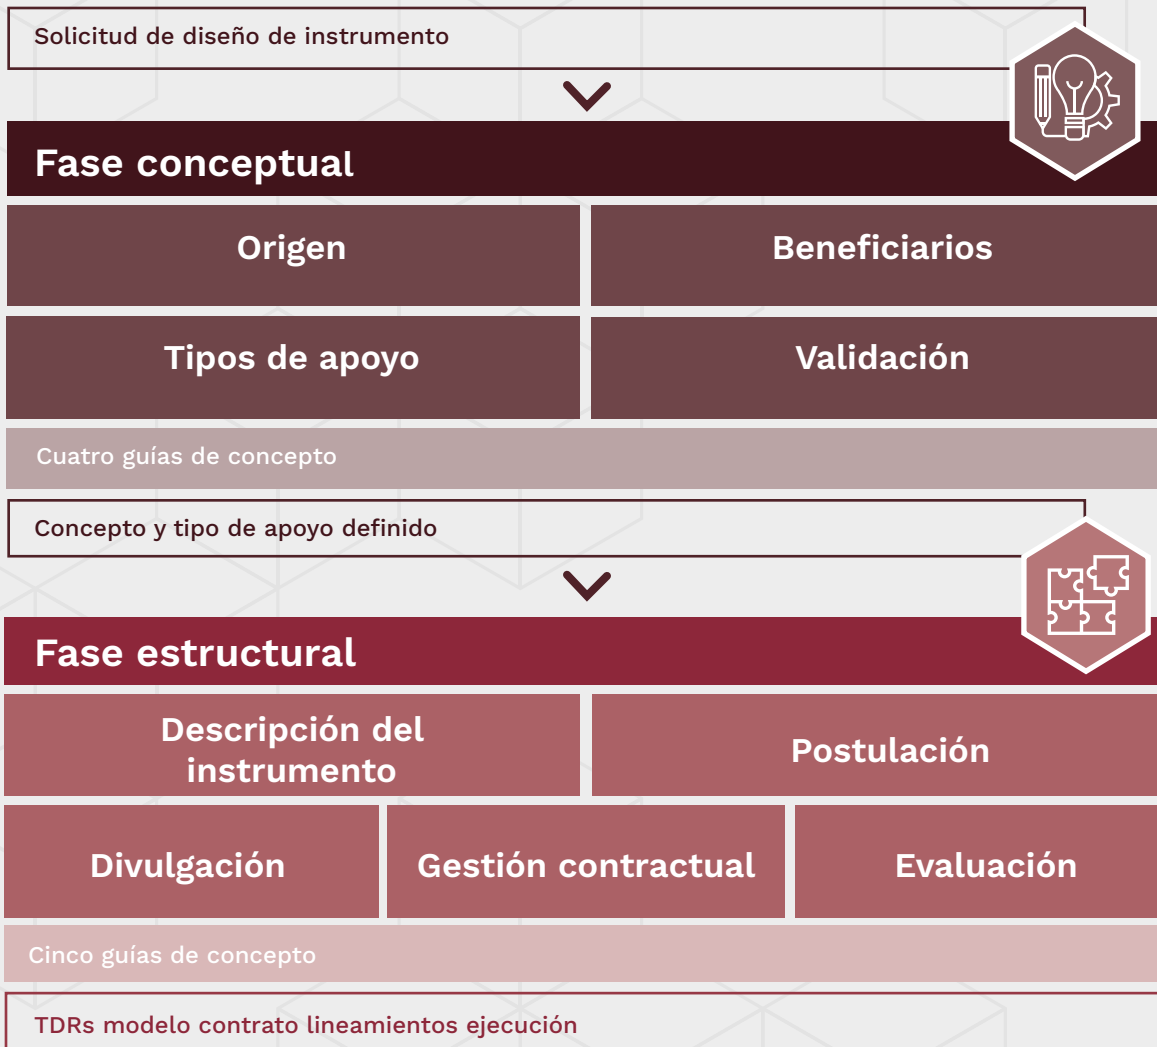 Solicitud de diseño de instrumento
Fase conceptual
Origen
Beneficiarios
Tipos de apoyo
Validación
Cuatro guías de concepto
Concepto y tipo de apoyo definido
Fase estructural
Descripción del
instrumento
Postulación
Divulgación
Gestión contractual
Evaluación
Cinco guías de concepto
TDRs modelo contrato lineamientos ejecución